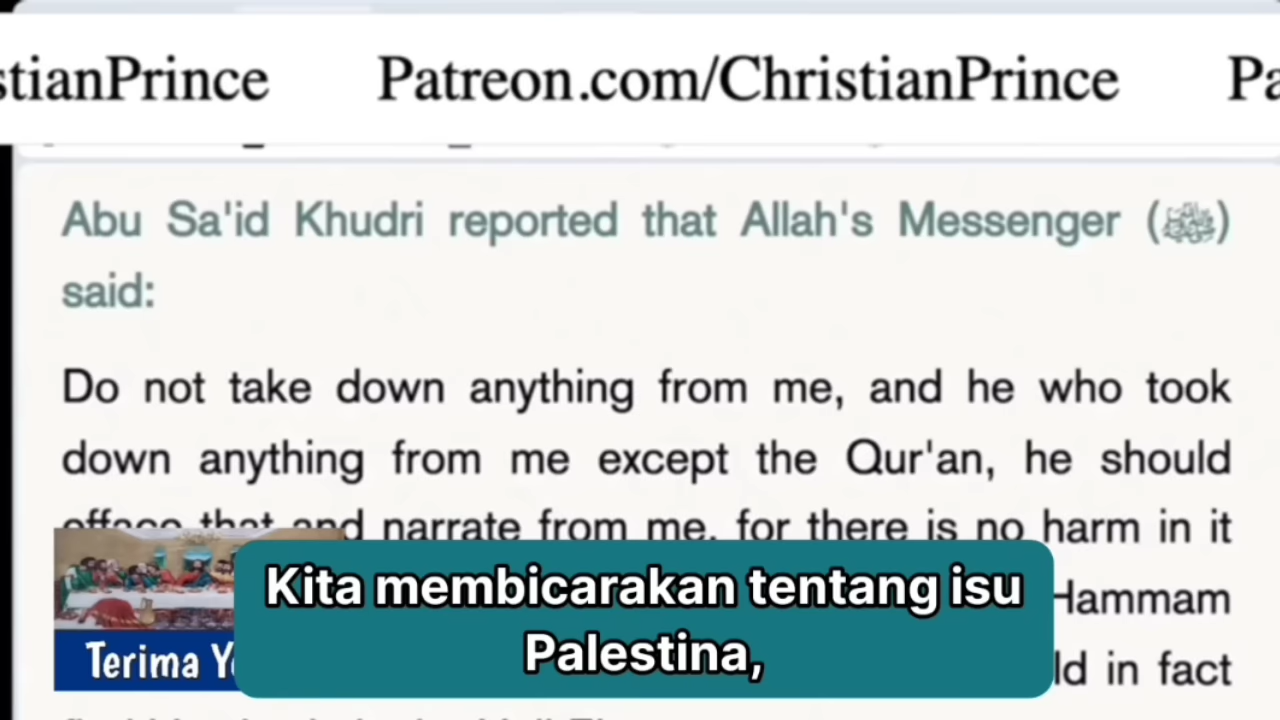 stianPrince Patreon.com/ChristianPrince Pa
Abu Sa'id Khudri reported that Allah's Messenger (ﷺ)
said:
Do not take down anything from me, and he who took
down anything from me except the Qur'an, he should
efface that and narrate from me, for there is no harm in it
Hammam
in fact
Kita membicarakan tentang isu
Palestina,
Terima